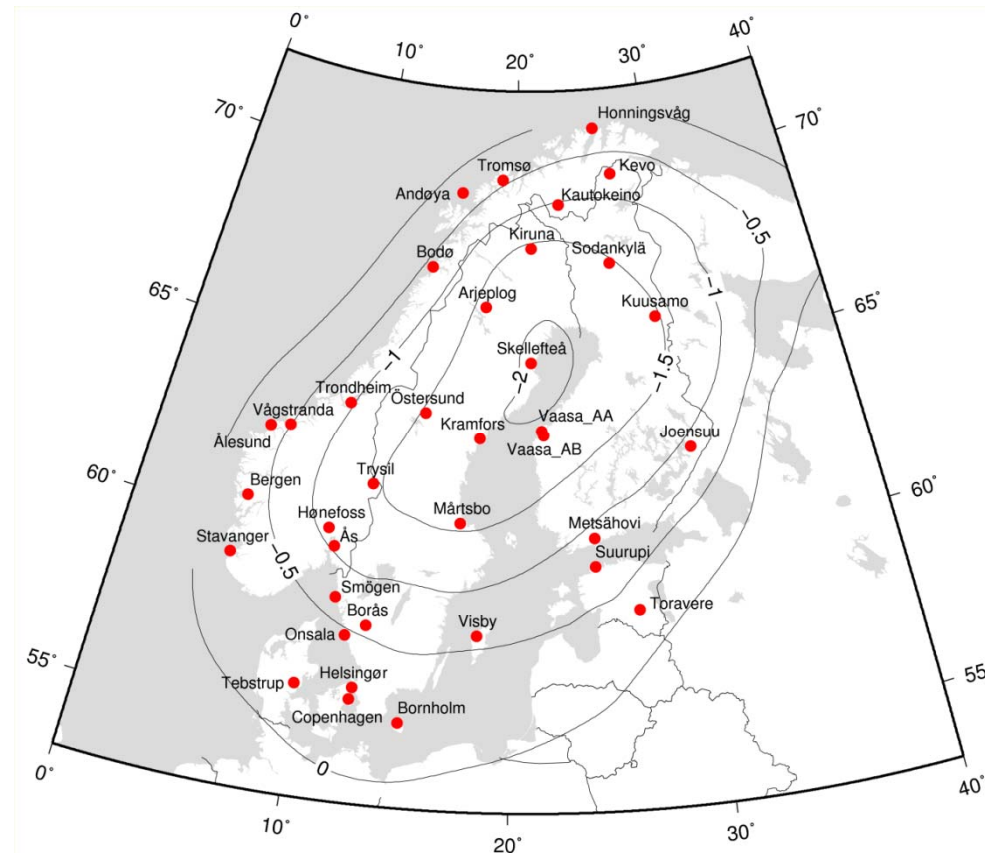 0°
10°
20°
30°
40°
70°
70°
Honningsvåg
Tromsø
Kevo
Andøya
Kautokeino
−0.5
Kiruna
Bodø
Sodankylä
65°
−1
65°
Arjeplog
Kuusamo
Skellefteå
−1
−2
−1.5
Trondheim
Östersund
Vågstranda
Kramfors
Vaasa_AA
Ålesund
Vaasa_AB
Joensuu
60°
Trysil
60°
Bergen
Mårtsbo
Hønefoss
Metsähovi
Stavanger
Ås
Suurupi
−0.5
Smögen
Toravere
Borås
Visby
Onsala
55°
Helsingør
55°
Tebstrup
Copenhagen
Bornholm
0
0°
40°
10°
30°
20°